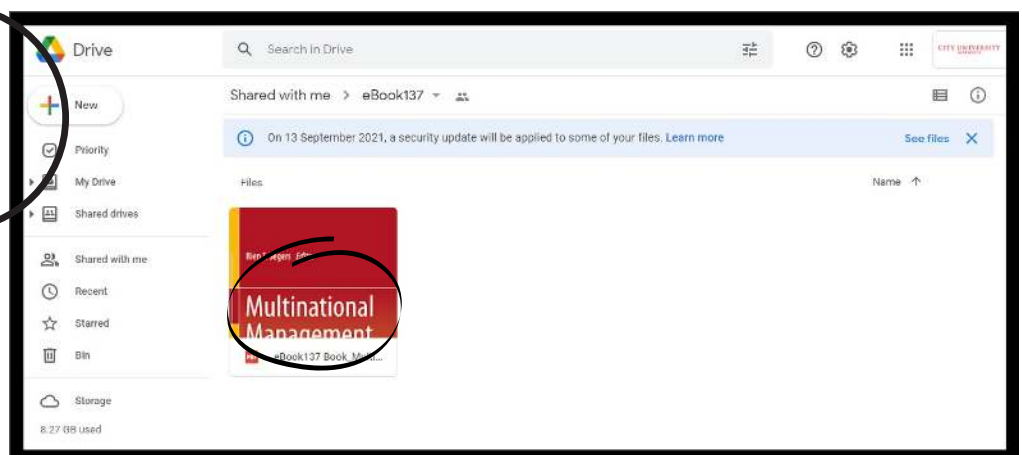 Drive
Search in Drive
CITY UNIVERSITY
New
Shared with me > eBook137
On 13 September 2021, a security update will be applied to some of your files. Learn more
See files
Priority
My Drive
Files
Name
Shared drives
Shared with me
Recent
Starred
Bin
Multinational
Management
eBook137 Book_Multi...
Storage
8.27 GB used